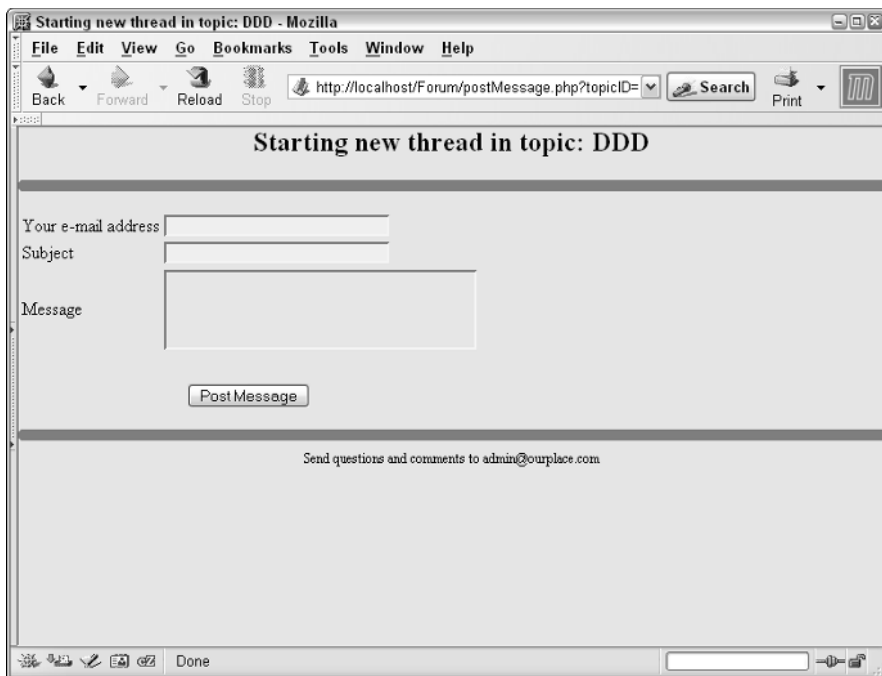 Starting new thread in topic: DDD - Mozilla
File Edit View Go Bookmarks Tools Window Help
Back Forward Reload Stop http://localhost/Forum/postMessage.php?topicID= Search Print
Starting new thread in topic: DDD
Your e-mail address
Subject
Message
Post Message
Send questions and comments to admin@ourplace.com
Done